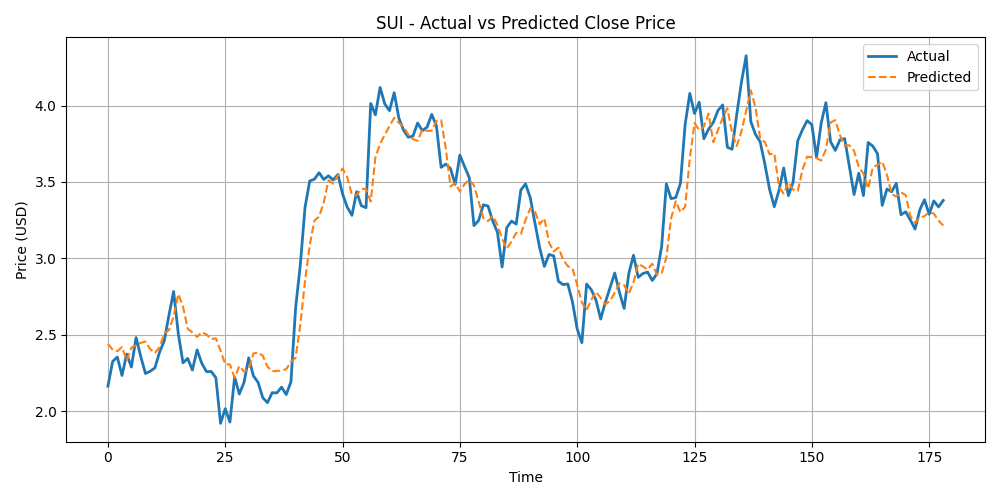 SUI - Actual vs Predicted Close Price
Actual
Predicted
Price (USD)
4.0
3.5
3.0
2.5
2.0
0 25 50 75 100 125 150 175
Time